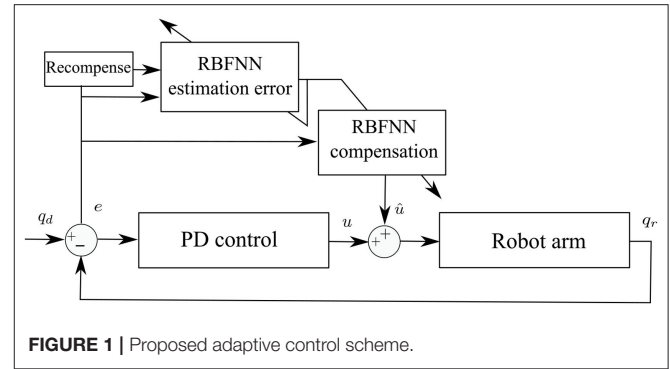 Recompense
RBFNN
estimation error
RBFNN
compensation
q_d
e
+
−
PD control
u
û
+
+
Robot arm
q_r
FIGURE 1 | Proposed adaptive control scheme.